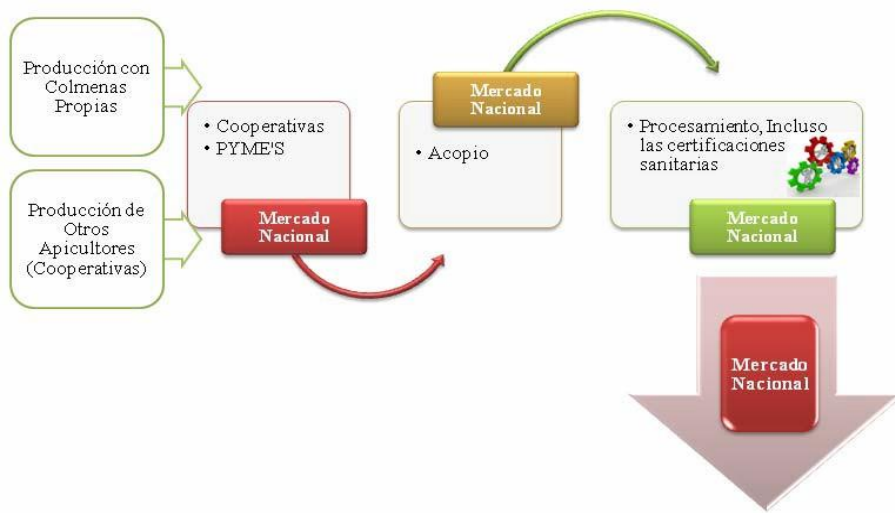 Producción con
Colmenas
Propias
Producción de
Otros
Apicultores
(Cooperativas)
• Cooperativas
• PYME'S
Mercado
Nacional
Mercado
Nacional
• Acopio
• Procesamiento, Incluso
las certificaciones
sanitarias
Mercado
Nacional
Mercado
Nacional